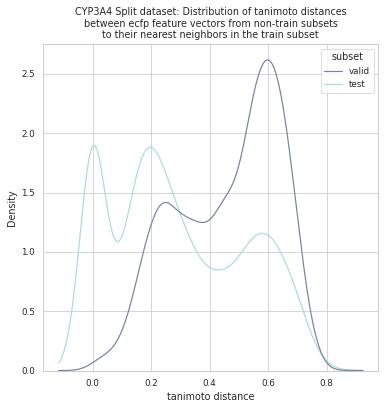 CYP3A4 Split dataset: Distribution of tanimoto distances
between ecfp feature vectors from non-train subsets
to their nearest neighbors in the train subset
subset
valid
test
2.5
2.0
1.5
1.0
0.5
0.0
Density
0.0 0.2 0.4 0.6 0.8
tanimoto distance